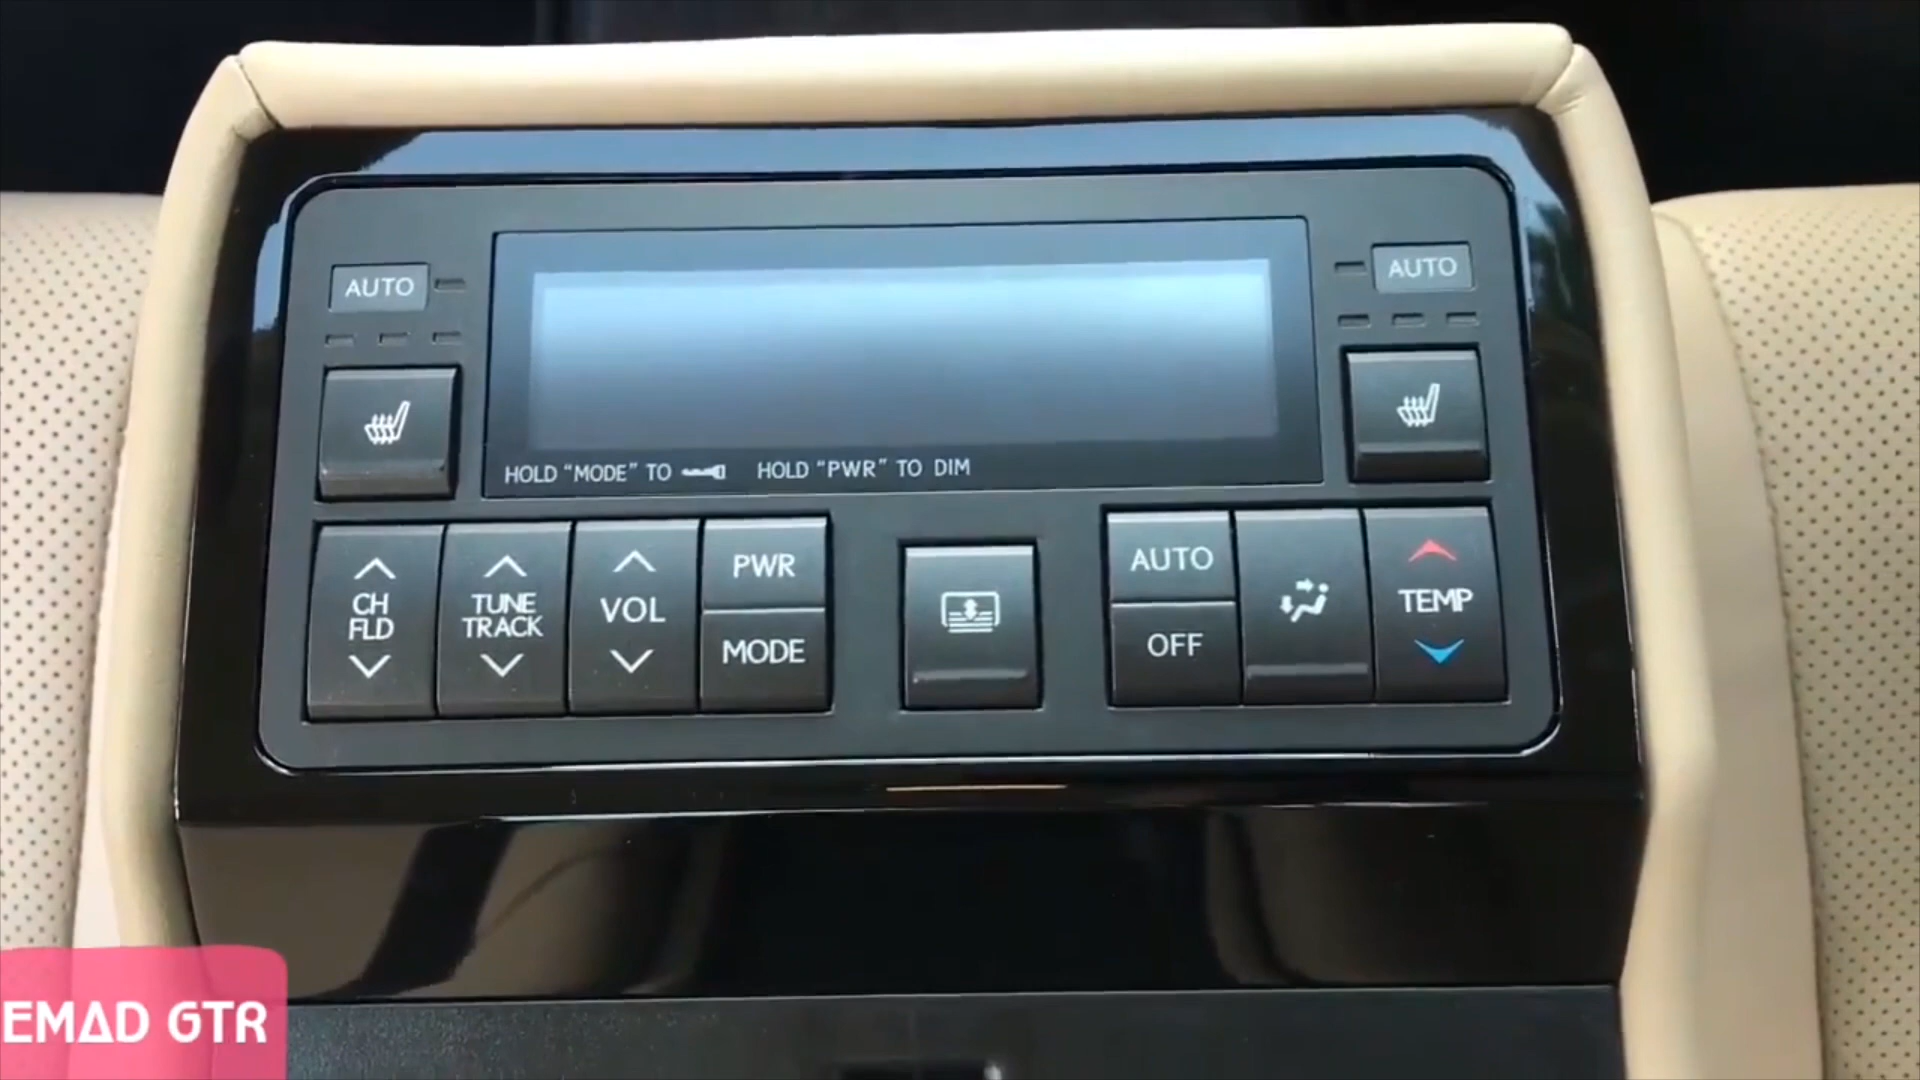 AUTO
AUTO
HOLD “MODE” TO HOLD “PWR” TO DIM
CH
FLD
TUNE
TRACK
VOL
PWR
MODE
AUTO
OFF
TEMP
EMAD GTR